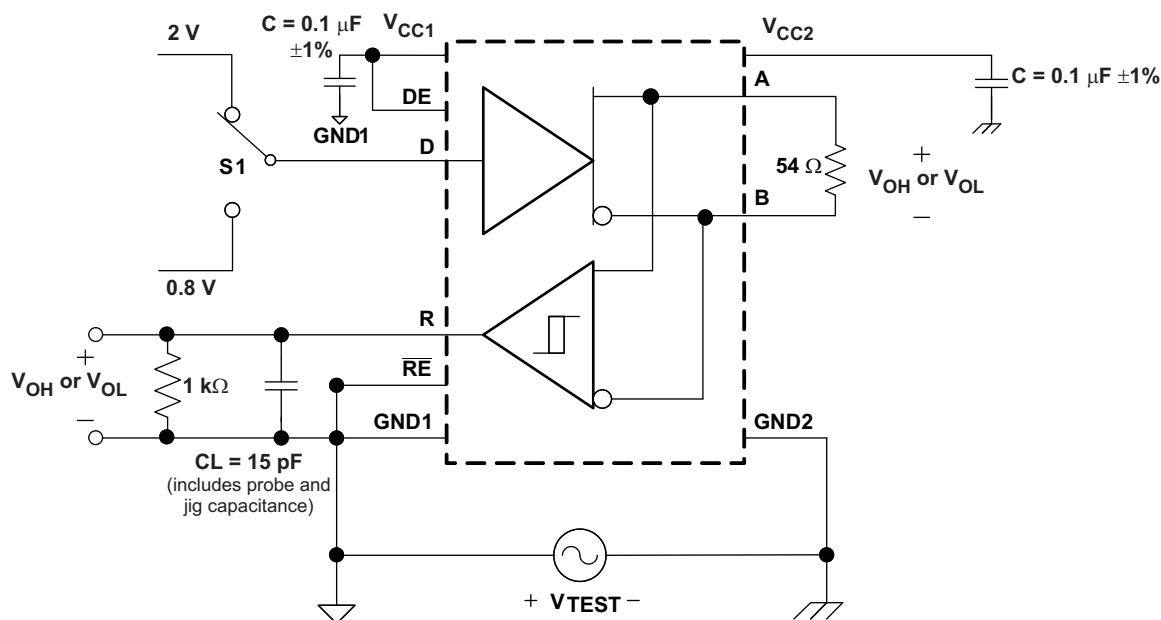 C = 0.1 μF
±1%
VCC1
VCC2
2 V
C = 0.1 μF ±1%
A
DE
GND1
D
S1
54 Ω
+
VOH or VOL
–
B
0.8 V
R
+
VOH or VOL
–
1 kΩ
RE
GND1
GND2
CL = 15 pF
(includes probe and
jig capacitance)
+ VTEST –